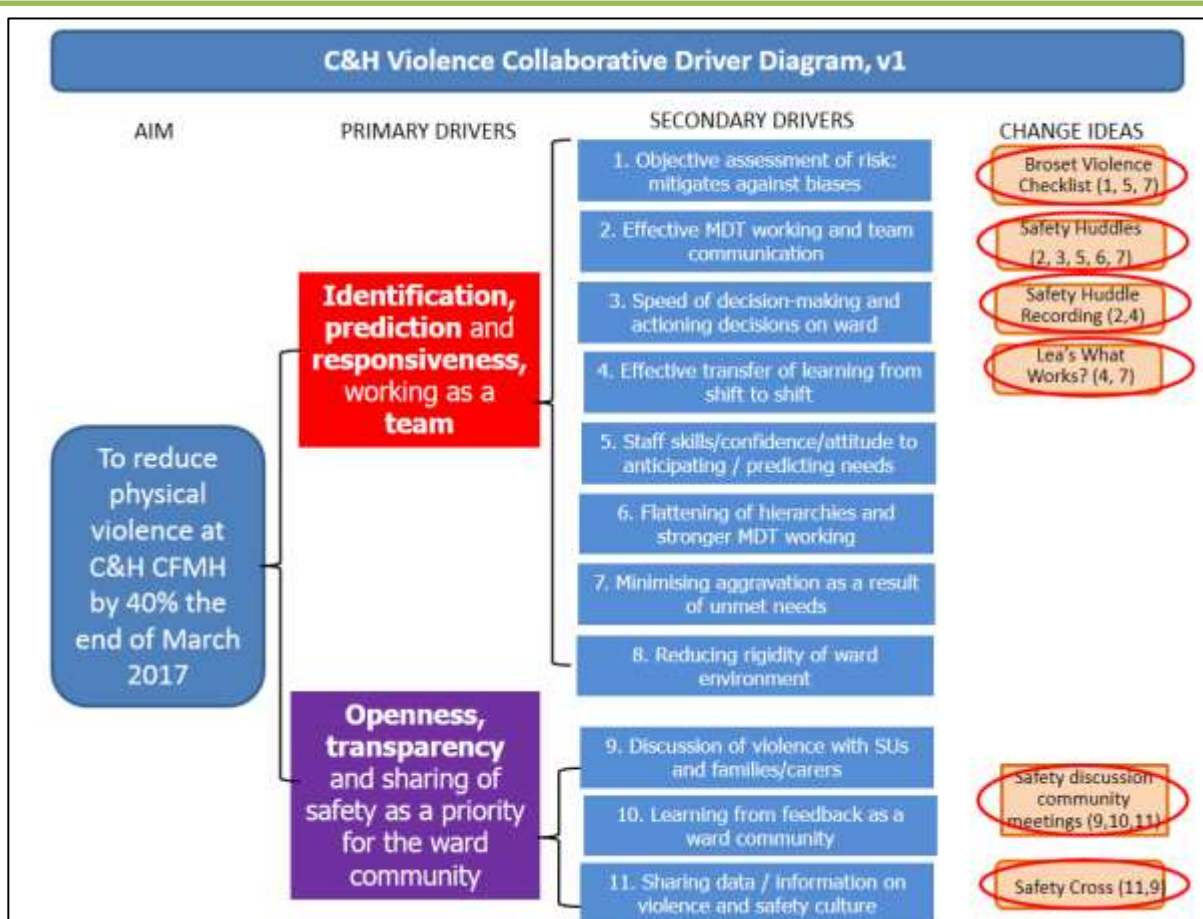 C&H Violence Collaborative Driver Diagram, v1
AIM
PRIMARY DRIVERS
SECONDARY DRIVERS
CHANGE IDEAS
To reduce
physical
violence at
C&H CFMH
by 40% the
end of March
2017
Identification,
prediction and
responsiveness,
working as a
team
Openness,
transparency
and sharing of
safety as a priority
for the ward
community
1. Objective assessment of risk:
mitigates against biases
2. Effective MDT working and team
communication
3. Speed of decision-making and
actioning decisions on ward
4. Effective transfer of learning from
shift to shift
5. Staff skills/confidence/attitude to
anticipating / predicting needs
6. Flattening of hierarchies and
stronger MDT working
7. Minimising aggravation as a result
of unmet needs
8. Reducing rigidity of ward
environment
9. Discussion of violence with SUs
and families/carers
10. Learning from feedback as a
ward community
11. Sharing data / information on
violence and safety culture
Broset Violence
Checklist (1, 5, 7)
Safety Huddles
(2, 3, 5, 6, 7)
Safety Huddle
Recording (2,4)
Lea's What
Works? (4, 7)
Safety discussion
community
meetings (9,10,11)
Safety Cross (11,9)